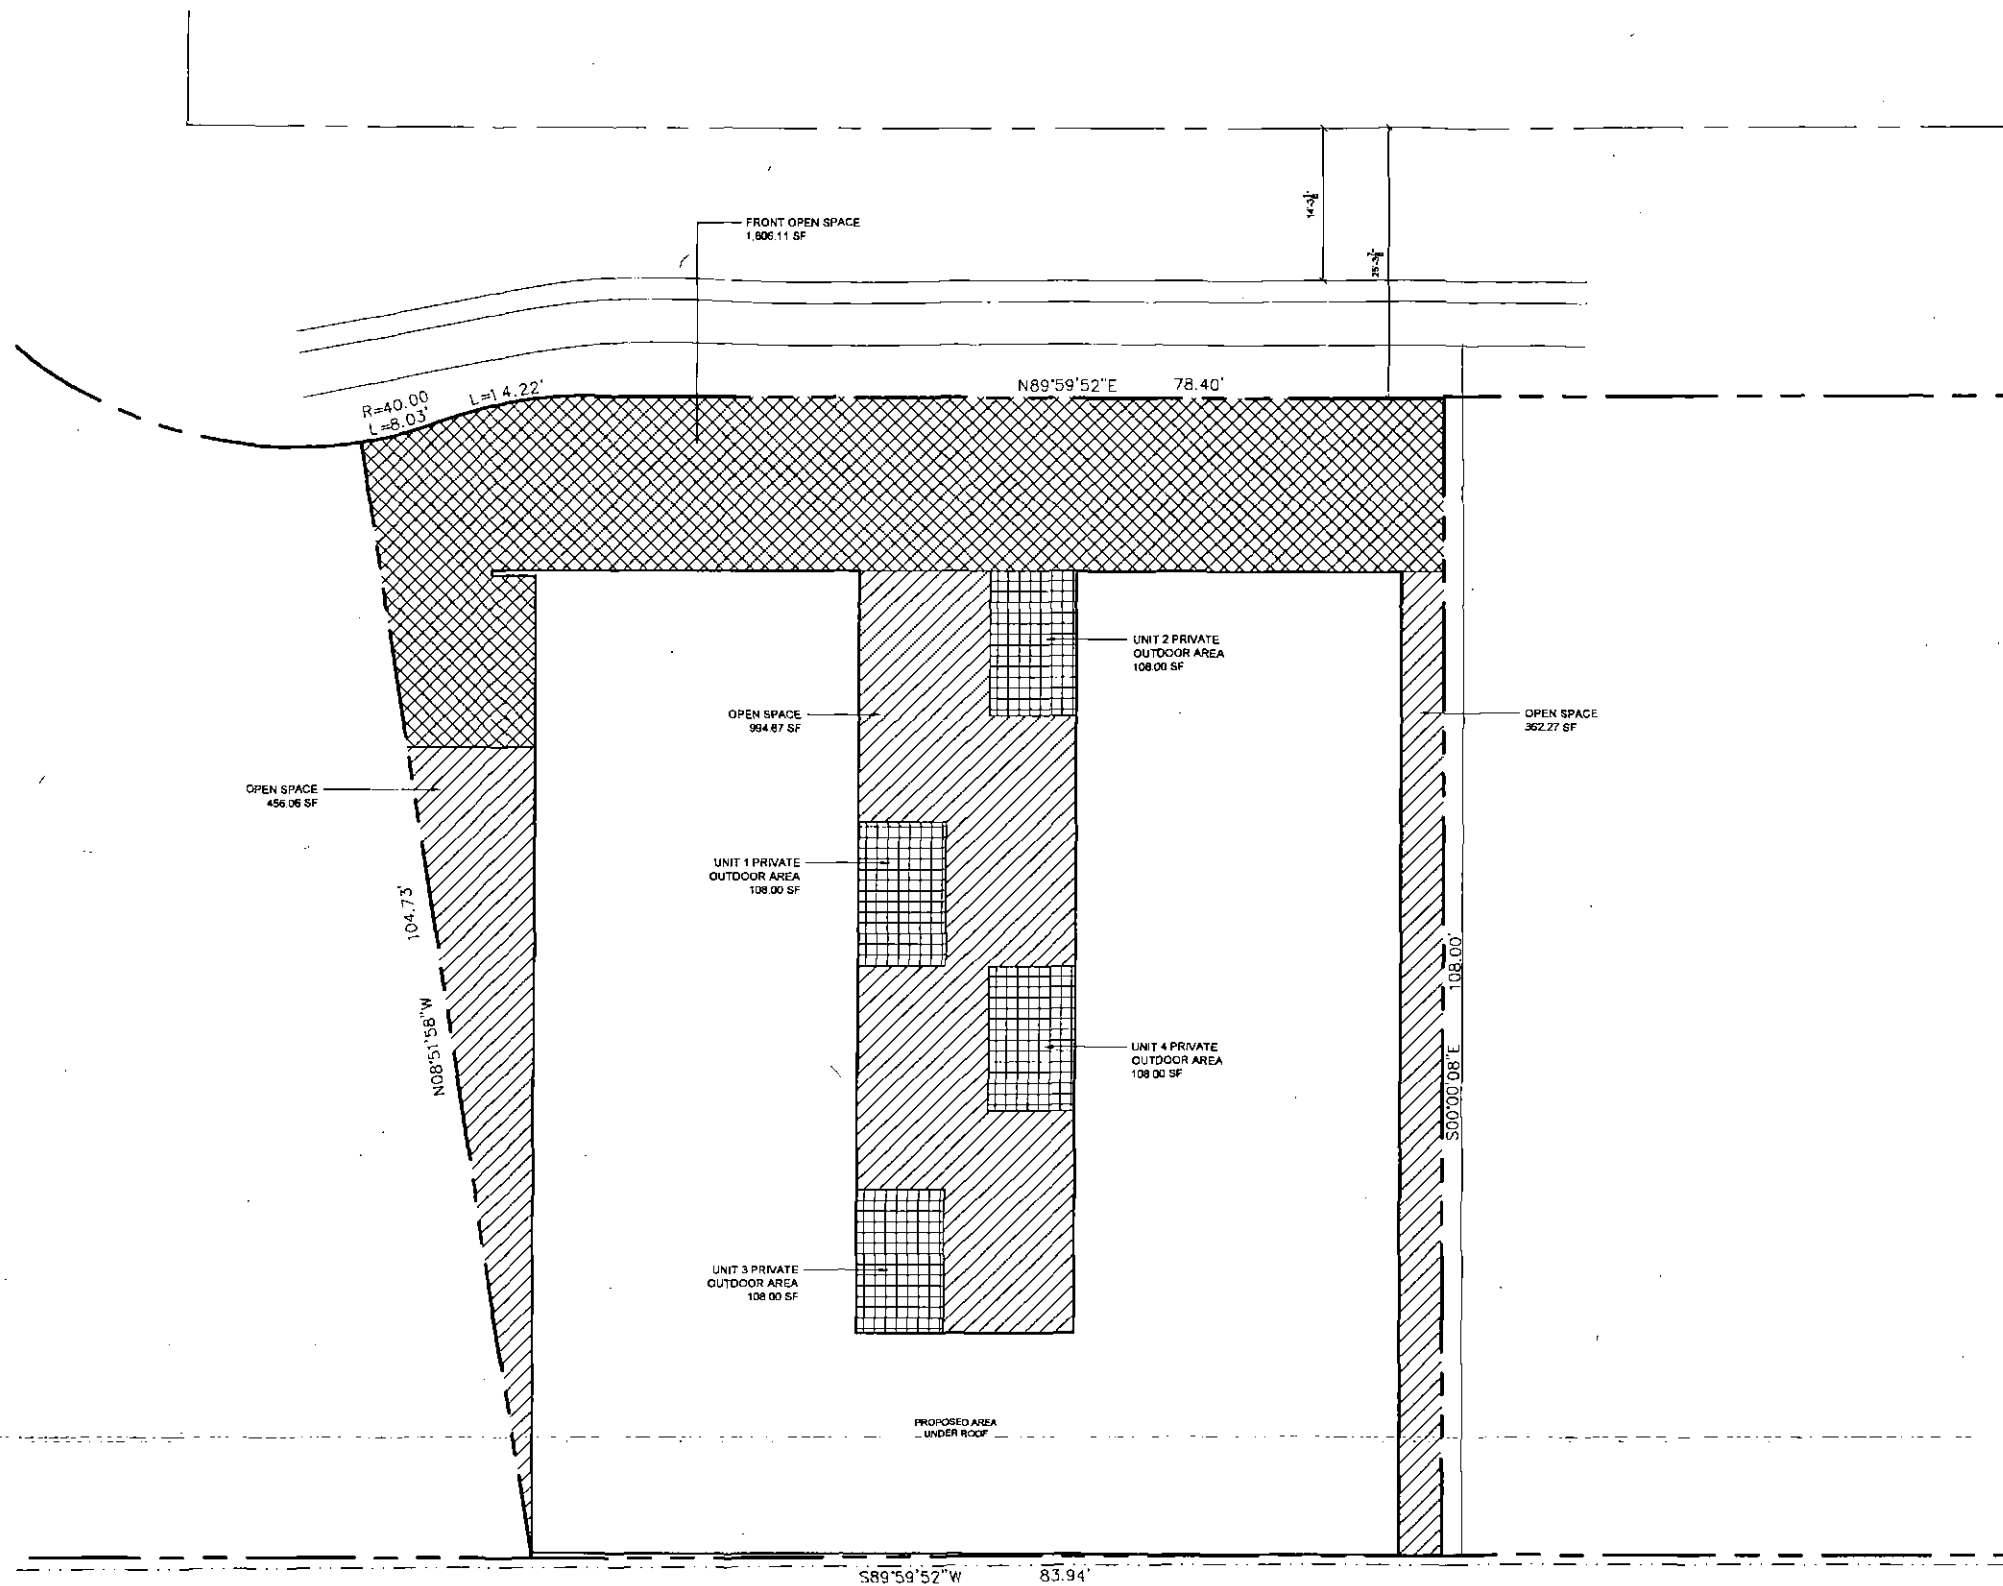 FRONT OPEN SPACE
1,806.11 SF
N89°59'52"E 78.40'
L=14.22'
R=40.00
L=8.03'
UNIT 2 PRIVATE
OUTDOOR AREA
108.00 SF
OPEN SPACE
994.87 SF
OPEN SPACE
362.27 SF
OPEN SPACE
456.06 SF
UNIT 1 PRIVATE
OUTDOOR AREA
108.00 SF
104.73'
N08°51'58"W
UNIT 4 PRIVATE
OUTDOOR AREA
108.00 SF
S00°00'08"E 108.00'
UNIT 3 PRIVATE
OUTDOOR AREA
108.00 SF
PROPOSED AREA
UNDER ROOF
S89°59'52"W 83.94'